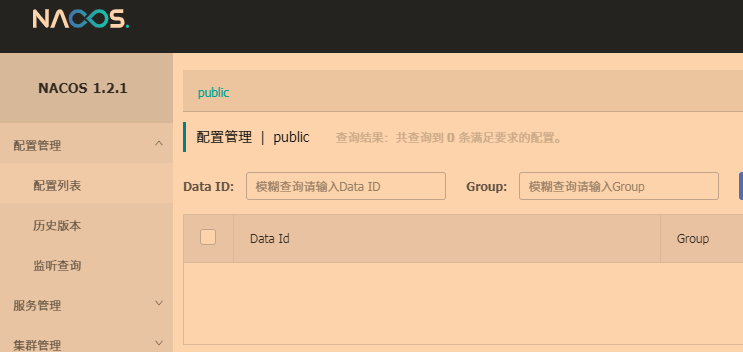 NACOS.
NACOS 1.2.1
public
配置管理
配置管理 | public 查询结果：共查询到 0 条满足要求的配置。
配置列表
Data ID: 模糊查询请输入Data ID Group: 模糊查询请输入Group
历史版本
Data Id Group
监听查询
服务管理
集群管理